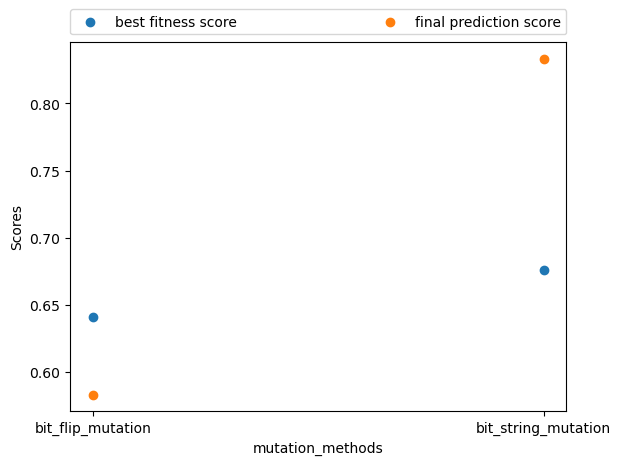 best fitness score final prediction score
0.80
0.75
0.70
0.65
0.60
Scores
bit_flip_mutation bit_string_mutation
mutation_methods